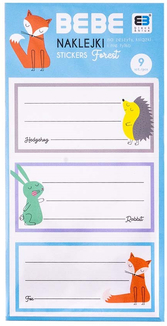 BEBE
NAKLEJKI
STICKERS Forest
9
Hedgehog
Rabbit
Fox